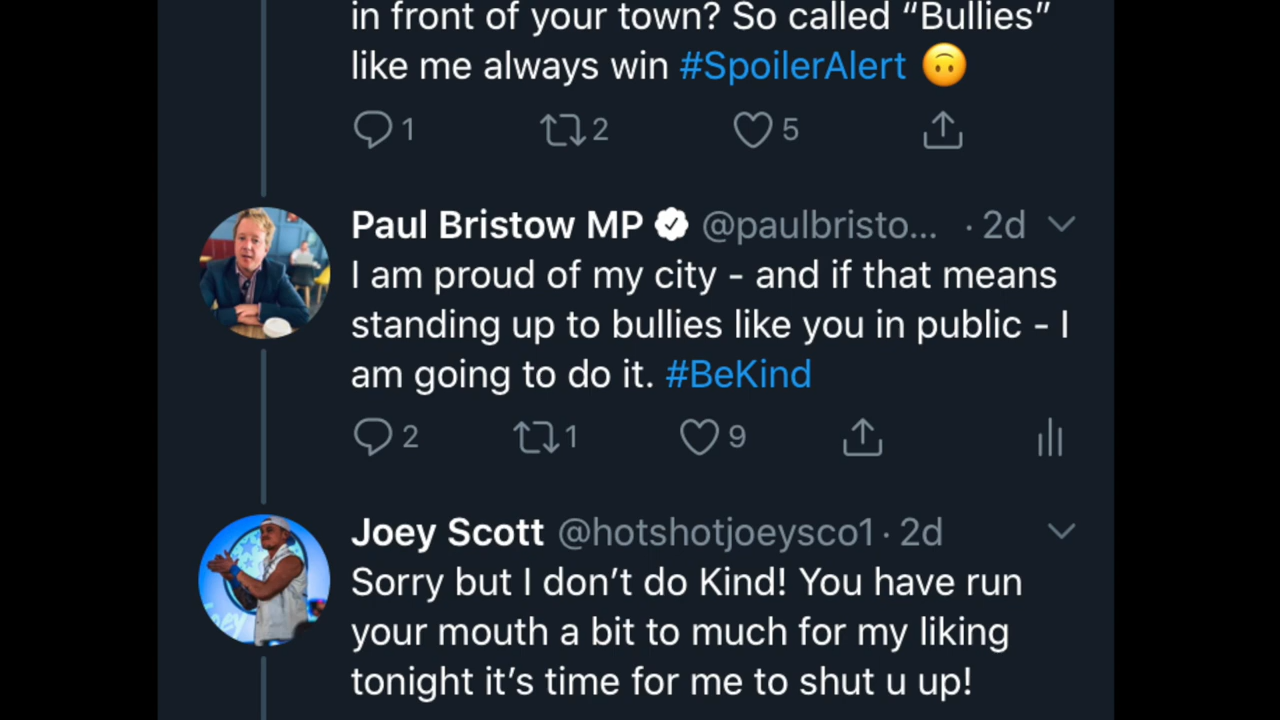 in front of your town? So called “Bullies”
like me always win #SpoilerAlert 🙃
1 2 5
Paul Bristow MP @paulbristo... · 2d
I am proud of my city - and if that means
standing up to bullies like you in public - I
am going to do it. #BeKind
2 1 9
Joey Scott @hotshotjoeysco1 · 2d
Sorry but I don’t do Kind! You have run
your mouth a bit to much for my liking
tonight it’s time for me to shut u up!